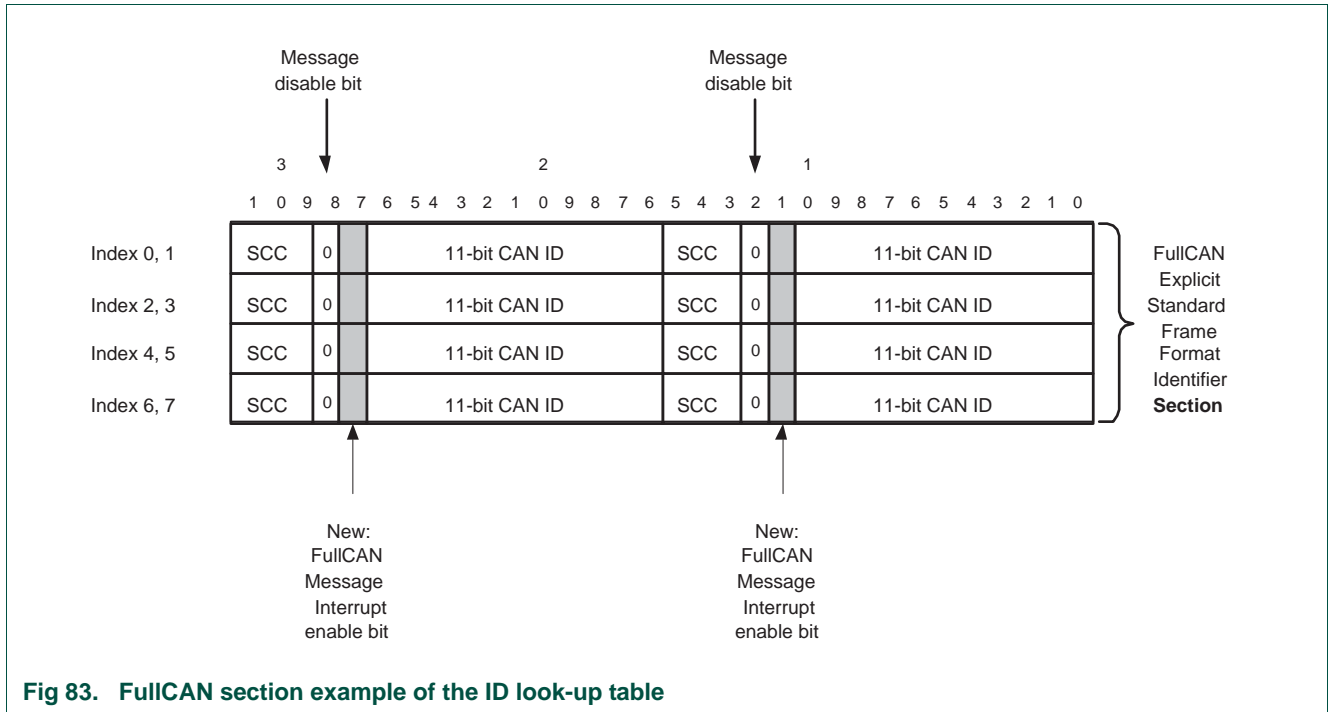 Message
disable bit
Message
disable bit
3 2 1
1 0 9 8 7 6 5 4 3 2 1 0 9 8 7 6 5 4 3 2 1 0 9 8 7 6 5 4 3 2 1 0
Index 0, 1 SCC 0 11-bit CAN ID SCC 0 11-bit CAN ID
Index 2, 3 SCC 0 11-bit CAN ID SCC 0 11-bit CAN ID
Index 4, 5 SCC 0 11-bit CAN ID SCC 0 11-bit CAN ID
Index 6, 7 SCC 0 11-bit CAN ID SCC 0 11-bit CAN ID
FullCAN
Explicit
Standard
Frame
Format
Identifier
Section
New:
FullCAN
Message
Interrupt
enable bit
New:
FullCAN
Message
Interrupt
enable bit
Fig 83. FullCAN section example of the ID look-up table